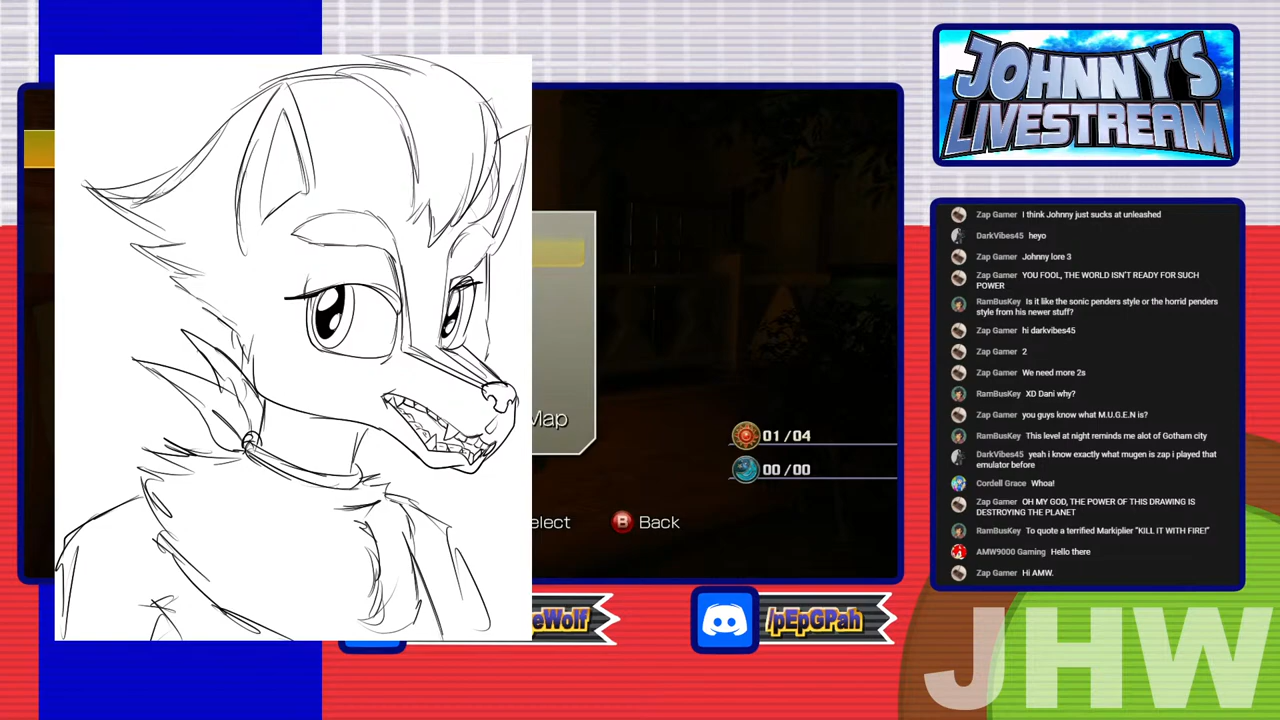 JOHNNY'S
LIVESTREAM
Zap Gamer I think Johnny just sucks at unleashed
DarkVibes45 heyo
Zap Gamer Johnny lore 3
Zap Gamer YOU FOOL, THE WORLD ISN'T READY FOR SUCH
POWER
RamBusKey Is it like the sonic penders style or the horrid penders
style from his newer stuff?
Zap Gamer hi darkvibes45
Zap Gamer 2
Zap Gamer We need more 2s
RamBusKey XD Dani why?
Zap Gamer you guys know what M.U.G.E.N is?
RamBusKey This level at night reminds me alot of Gotham city
DarkVibes45 yeah i know exactly what mugen is zap i played that
emulator before
Cordell Grace Whoa!
Zap Gamer OH MY GOD, THE POWER OF THIS DRAWING IS
DESTROYING THE PLANET
RamBusKey To quote a terrified Markiplier "KILL IT WITH FIRE!"
AMW9000 Gaming Hello there
Zap Gamer Hi AMW.
Map
01/04
00/00
elect
B Back
eWolf
/pEpGPah
JHW